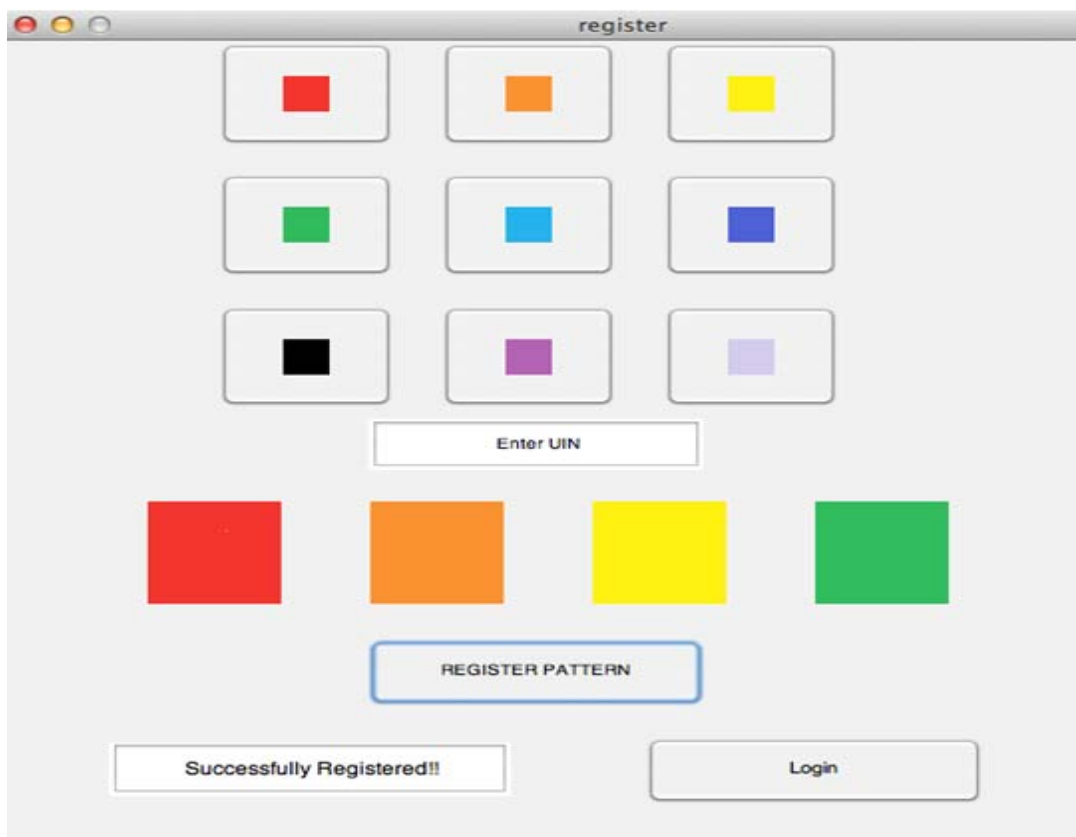 register
Enter UIN
REGISTER PATTERN
Successfully Registered!!
Login